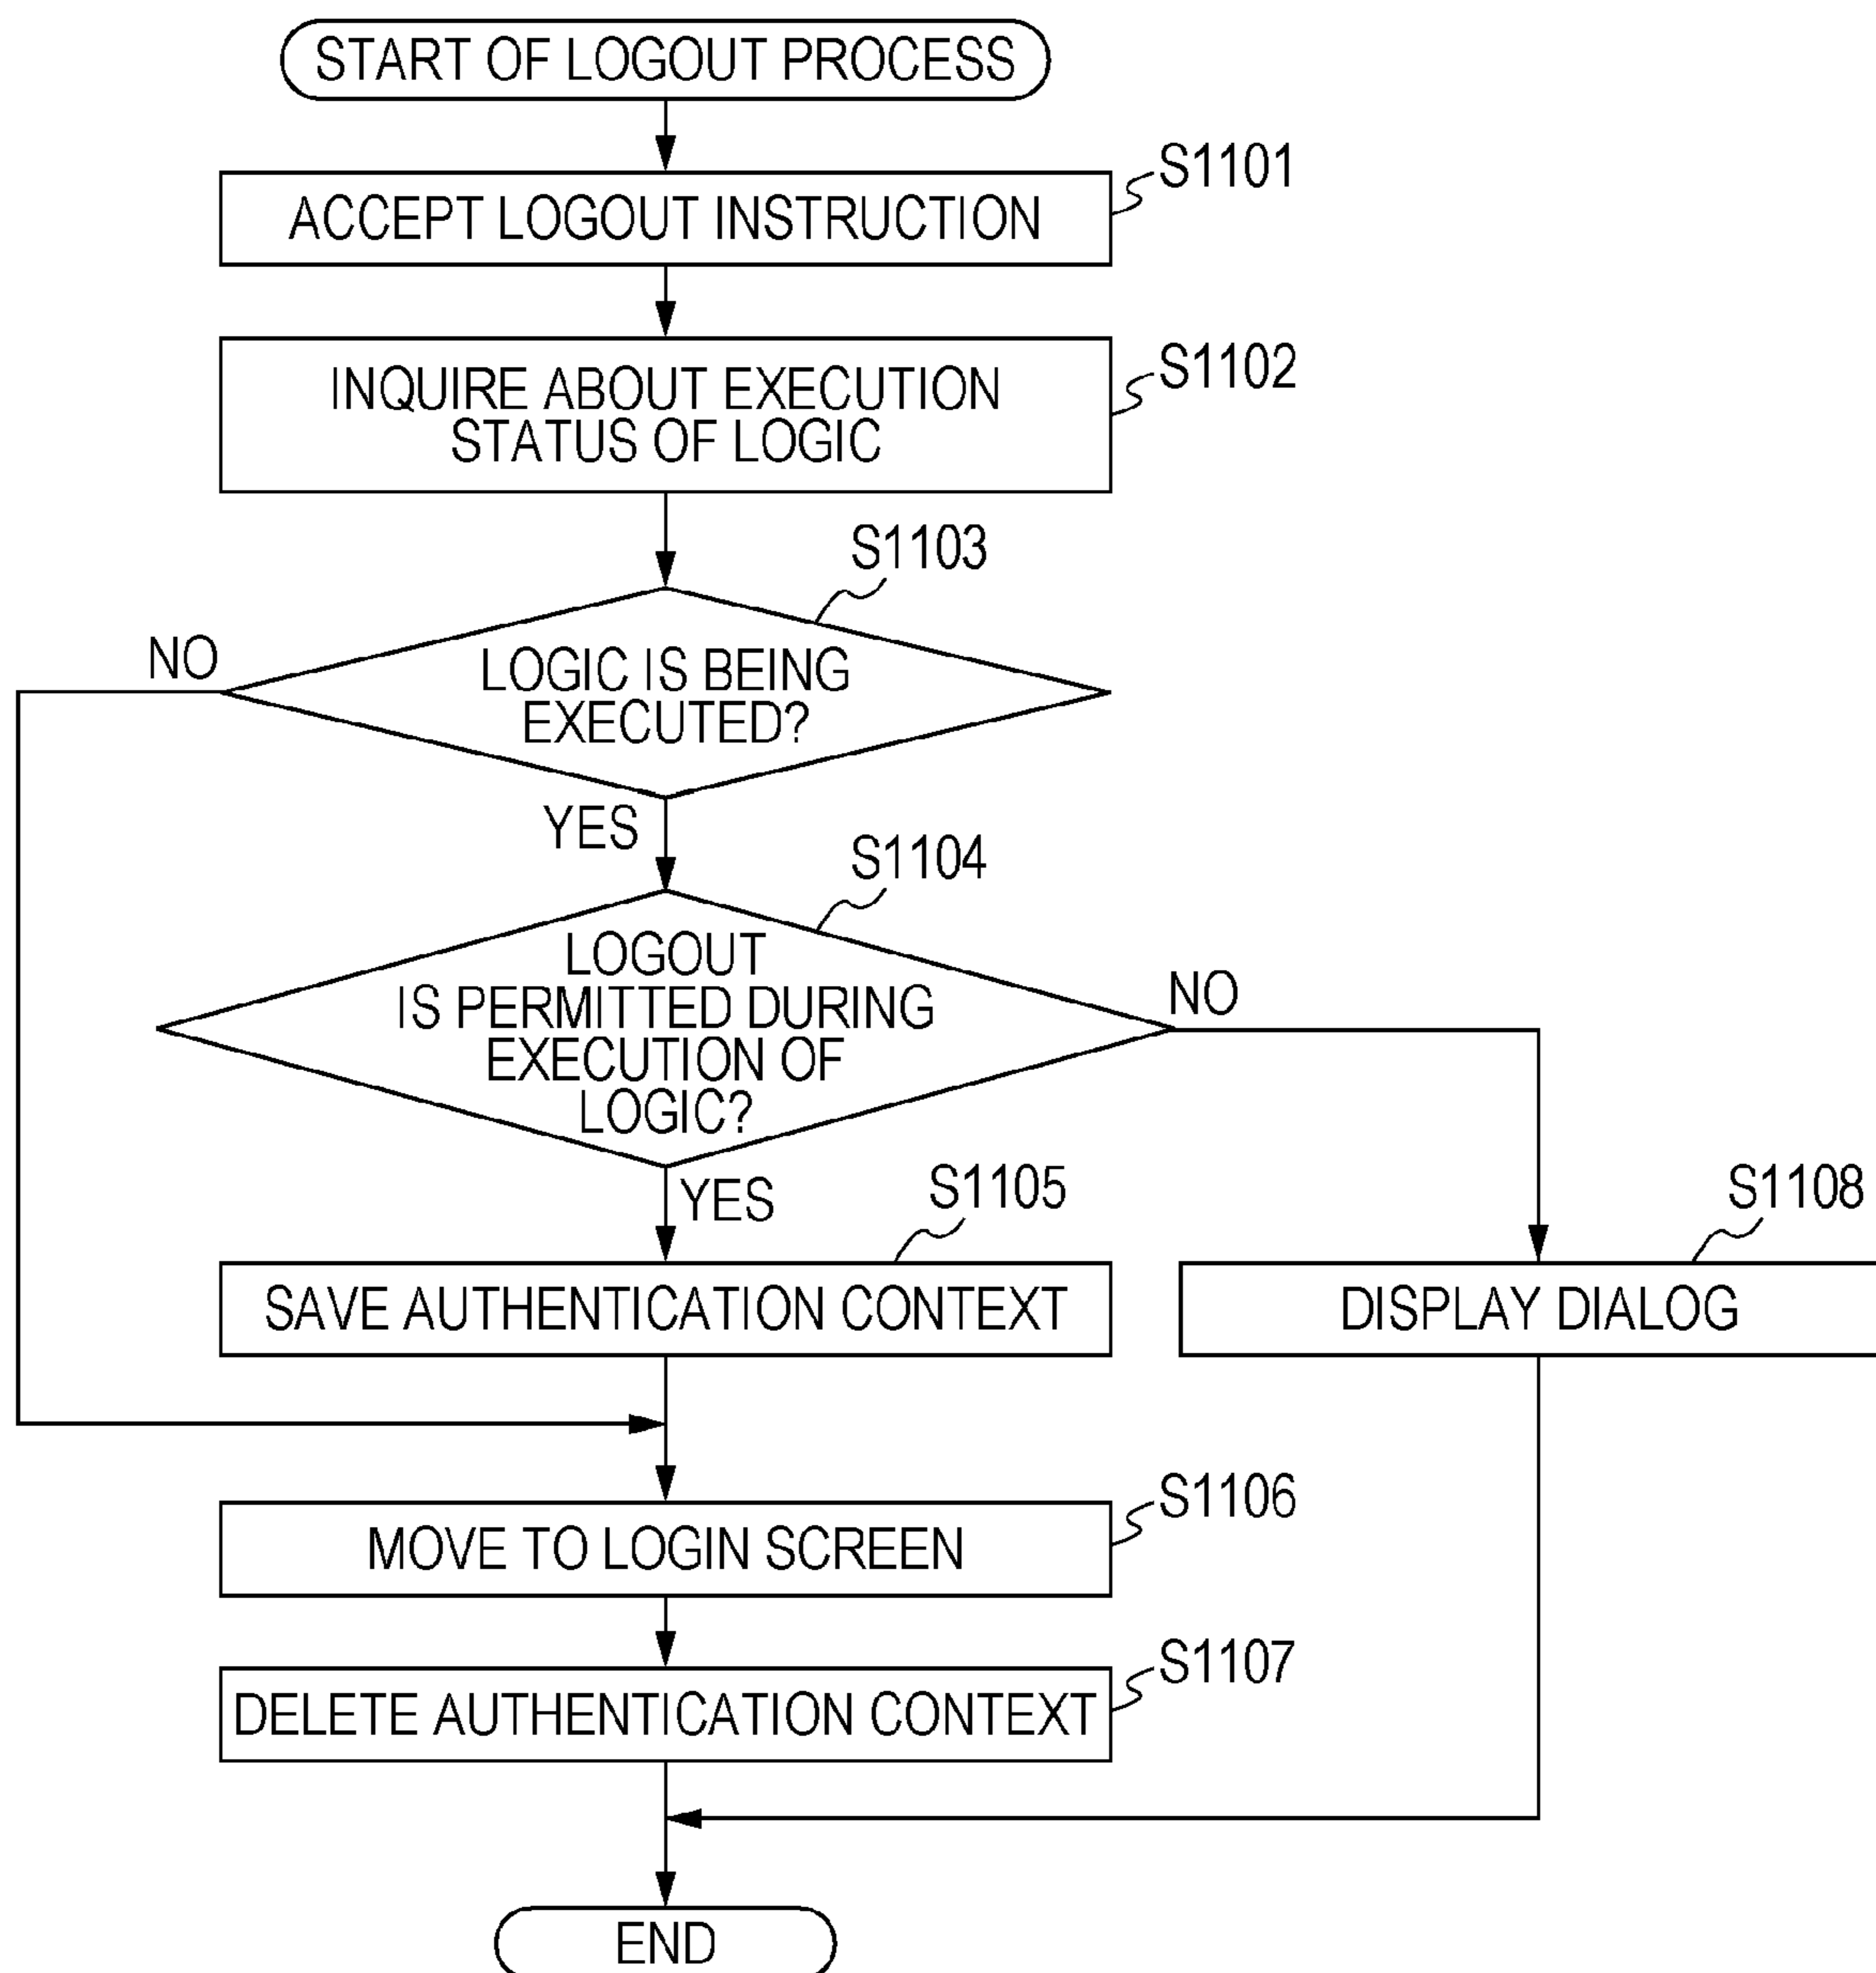 START OF LOGOUT PROCESS
S1101
ACCEPT LOGOUT INSTRUCTION
S1102
INQUIRE ABOUT EXECUTION
STATUS OF LOGIC
S1103
NO
LOGIC IS BEING
EXECUTED?
YES
S1104
LOGOUT
IS PERMITTED DURING
EXECUTION OF
LOGIC?
NO
YES
S1105
S1108
SAVE AUTHENTICATION CONTEXT
DISPLAY DIALOG
S1106
MOVE TO LOGIN SCREEN
S1107
DELETE AUTHENTICATION CONTEXT
END